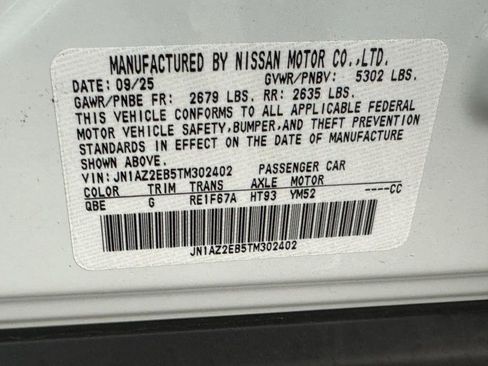 MANUFACTURED BY NISSAN MOTOR CO.,LTD.
DATE: 09/25 GVWR/PNBV: 5302 LBS.
GAWR/PNBE FR: 2679 LBS. RR: 2635 LBS.
THIS VEHICLE CONFORMS TO ALL APPLICABLE FEDERAL
MOTOR VEHICLE SAFETY,BUMPER,AND THEFT PREVENTION
STANDARDS IN EFFECT ON THE DATE OF MANUFACTURE
SHOWN ABOVE.
VIN: JN1AZ2EB5TM302402 PASSENGER CAR
COLOR TRIM TRANS AXLE MOTOR
QBE G RE1F67A HT93 YM52 ----CC
JN1AZ2EB5TM302402